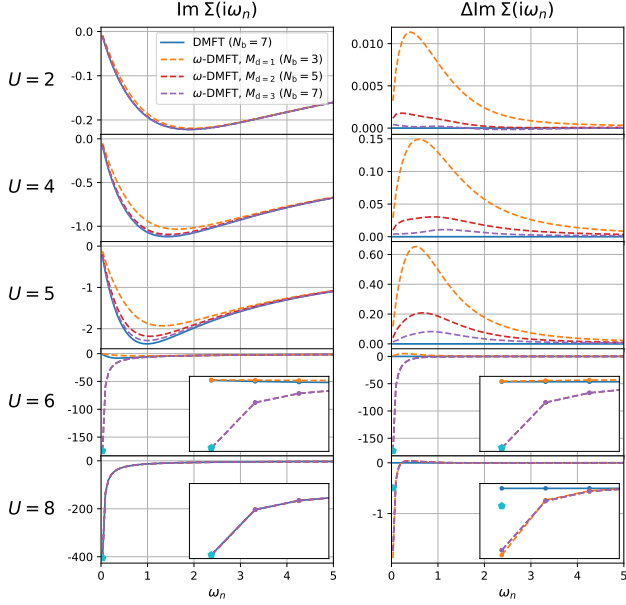 Im Σ(iωn)
ΔIm Σ(iωn)
U = 2
0.0
-0.1
-0.2
DMFT (Nb = 7)
ω-DMFT, Md=1 (Nb = 3)
ω-DMFT, Md=2 (Nb = 5)
ω-DMFT, Md=3 (Nb = 7)
0.010
0.005
0.000
U = 4
0.0
-0.5
-1.0
0.15
0.10
0.05
0.00
U = 5
0
-1
-2
0.60
0.40
0.20
0.00
U = 6
0
-50
-100
-150
0
-50
-100
-150
U = 8
0
-200
-400
0
-1
0 1 2 3 4 5
ωn
0 1 2 3 4 5
ωn